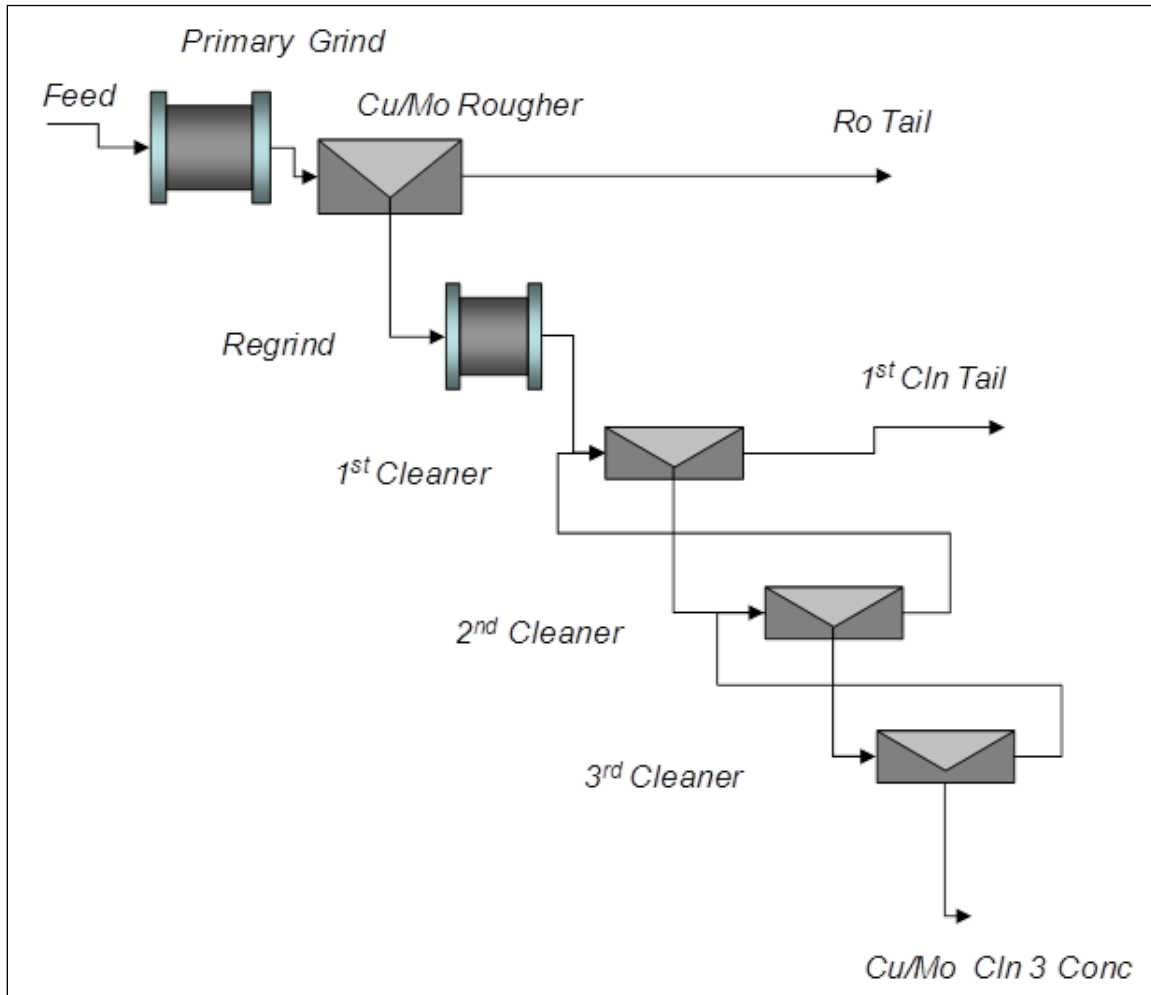 Primary Grind
Feed
Cu/Mo Rougher
Ro Tail
Regrind
1st Cln Tail
1st Cleaner
2nd Cleaner
3rd Cleaner
Cu/Mo Cln 3 Conc